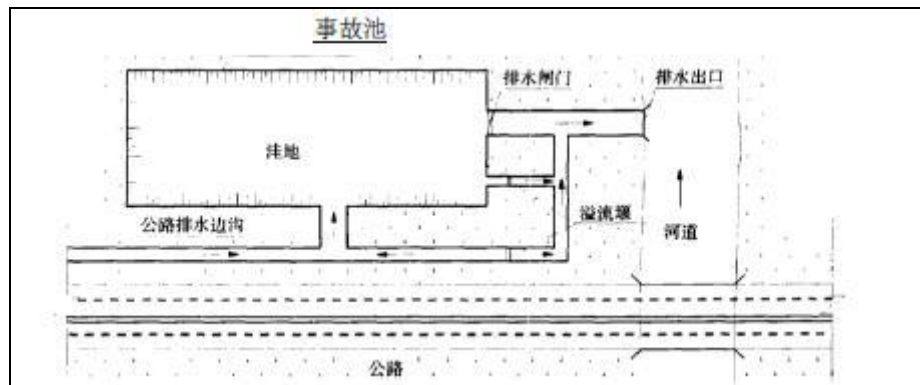 事故池
排水闸门
排水出口
洼地
公路排水边沟
溢流堰
河道
公路